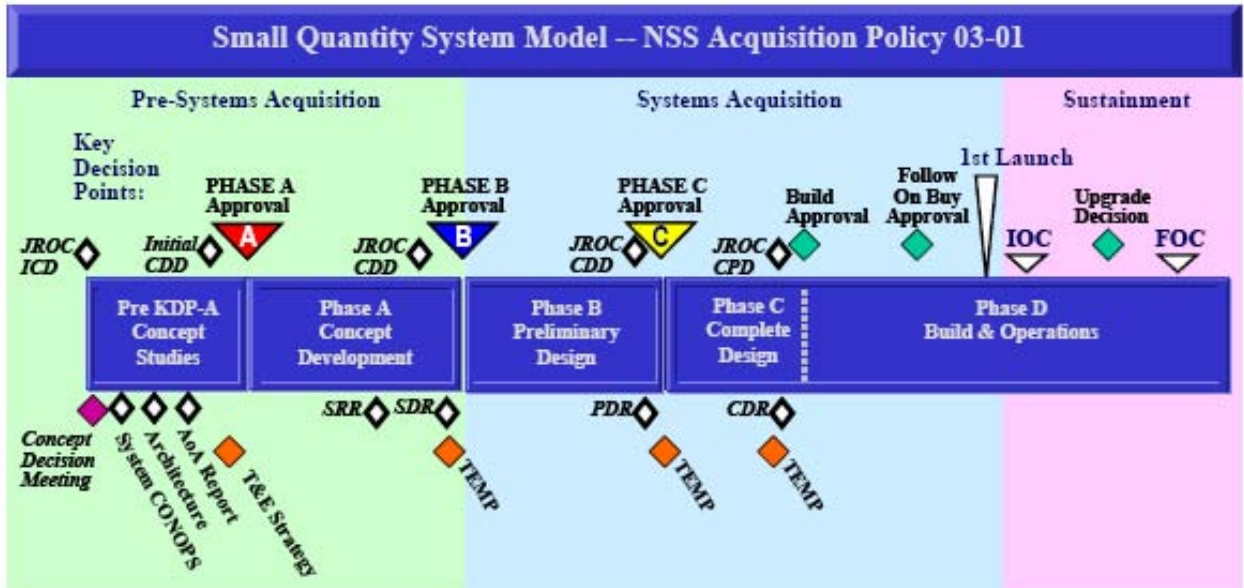 Small Quantity System Model -- NSS Acquisition Policy 03-01
Pre-Systems Acquisition
Systems Acquisition
Sustainment
Key
Decision
Points:
PHASE A
Approval
A
PHASE B
Approval
B
PHASE C
Approval
C
Build
Approval
Follow
On Buy
Approval
1st Launch
Upgrade
Decision
JROC
ICD
Initial
CDD
JROC
CDD
JROC
CDD
JROC
CPD
IOC
FOC
Pre KDP-A
Concept
Studies
Phase A
Concept
Development
Phase B
Preliminary
Design
Phase C
Complete
Design
Phase D
Build & Operations
Concept
Decision
Meeting
System CONOPS
Architecture
AoA Report
T&E Strategy
SRR
SDR
TEMP
PDR
TEMP
CDR
TEMP